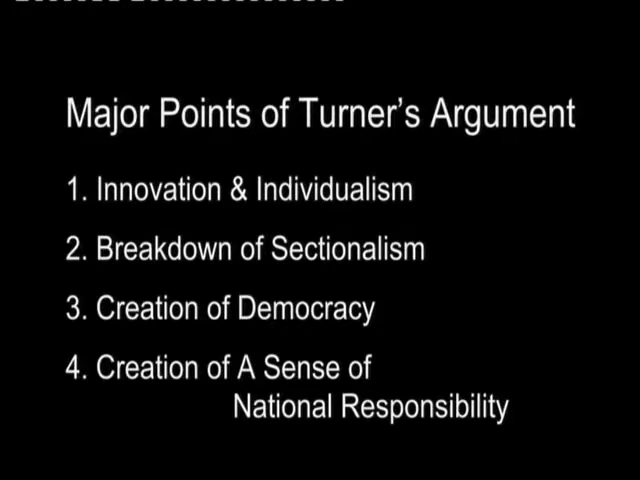 Major Points of Turner's Argument
1. Innovation & Individualism
2. Breakdown of Sectionalism
3. Creation of Democracy
4. Creation of A Sense of
National Responsibility